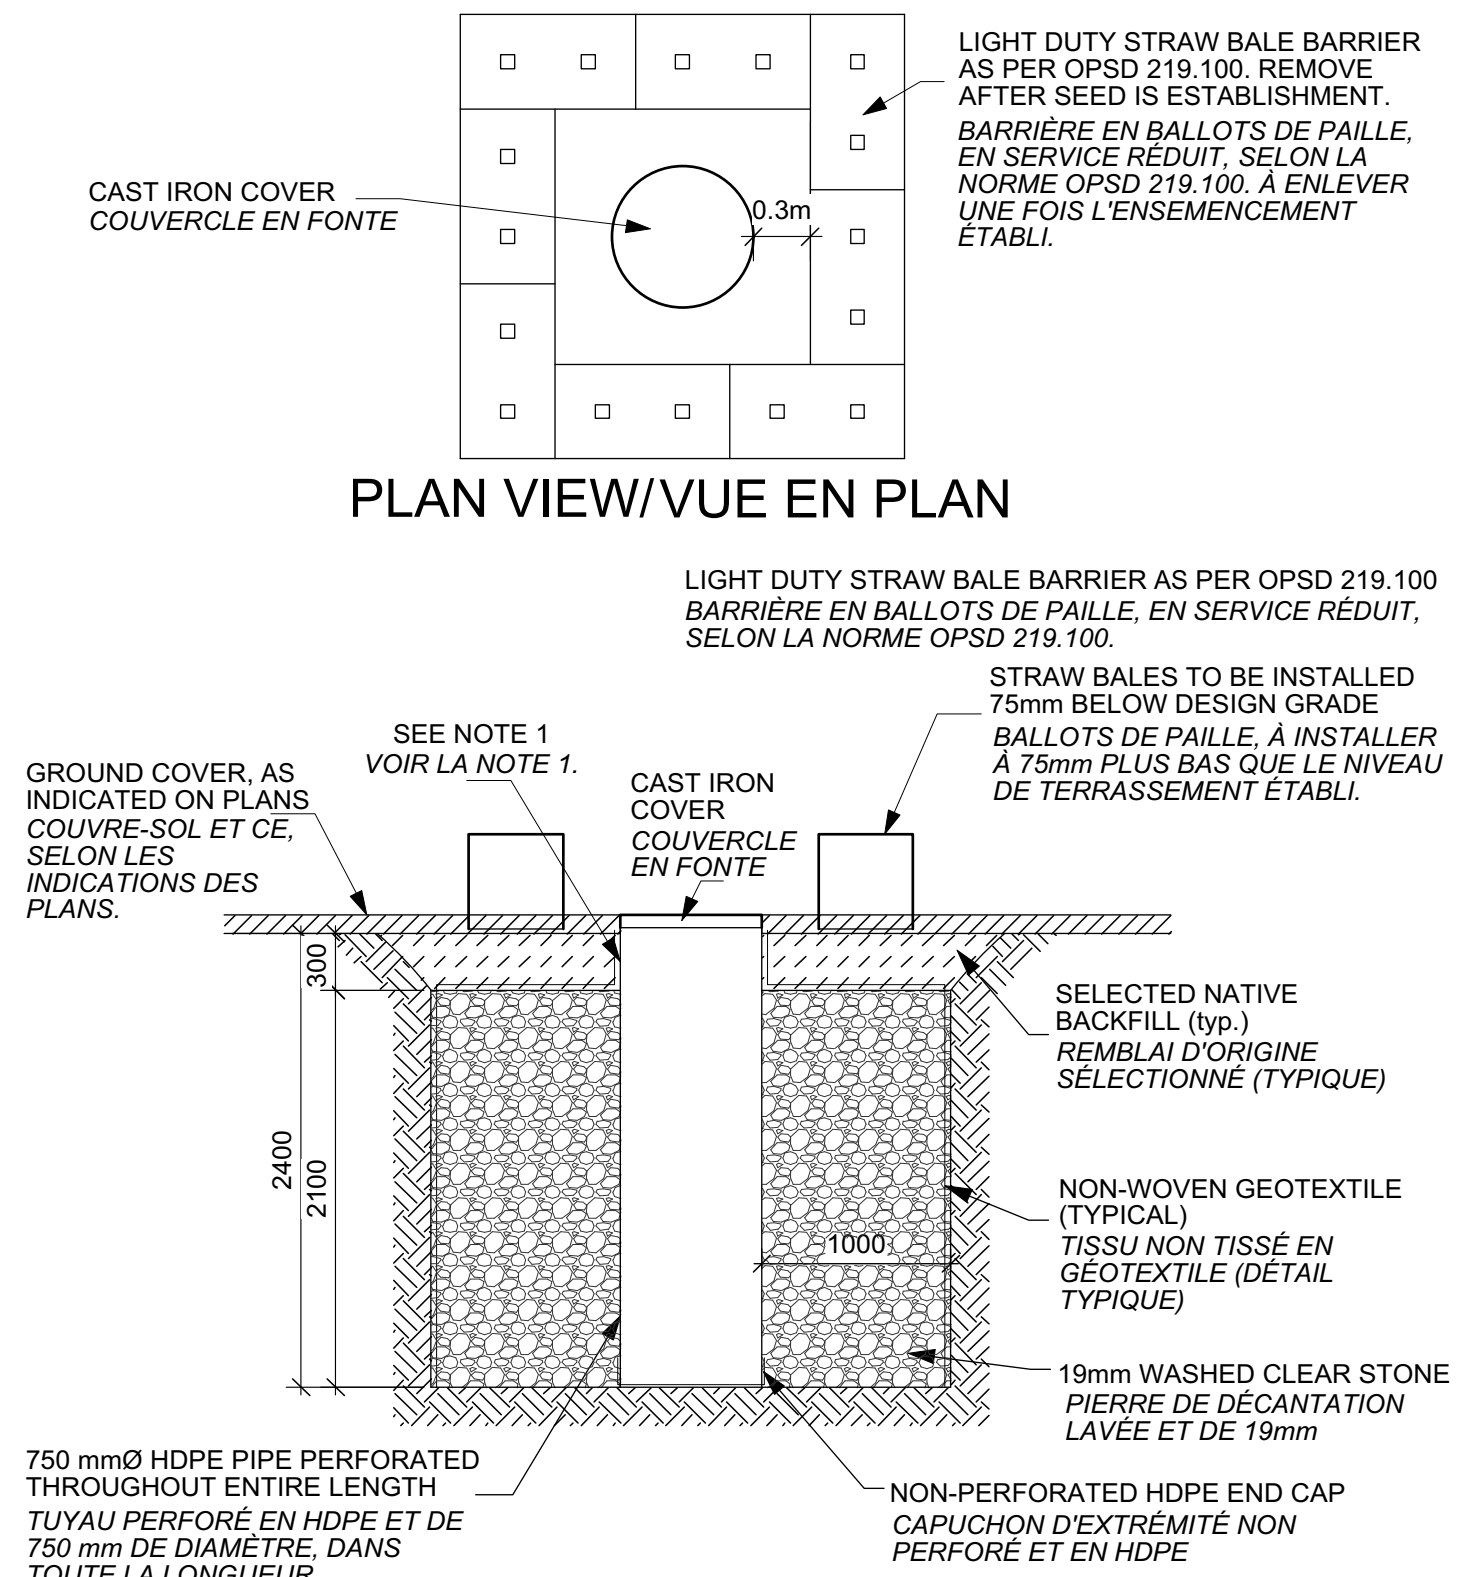 LIGHT DUTY STRAW BALE BARRIER
AS PER OPSD 219.100. REMOVE
AFTER SEED IS ESTABLISHMENT.
BARRIÈRE EN BALLOTS DE PAILLE,
EN SERVICE RÉDUIT, SELON LA
NORME OPSD 219.100. À ENLEVER
UNE FOIS L'ENSEMENCEMENT
ÉTABLI.
CAST IRON COVER
COUVERCLE EN FONTE
0.3m
PLAN VIEW/VUE EN PLAN
LIGHT DUTY STRAW BALE BARRIER AS PER OPSD 219.100
BARRIÈRE EN BALLOTS DE PAILLE, EN SERVICE RÉDUIT,
SELON LA NORME OPSD 219.100.
STRAW BALES TO BE INSTALLED
75mm BELOW DESIGN GRADE
BALLOTS DE PAILLE, À INSTALLER
À 75mm PLUS BAS QUE LE NIVEAU
DE TERRASSEMENT ÉTABLI.
SEE NOTE 1
VOIR LA NOTE 1.
GROUND COVER, AS
INDICATED ON PLANS
COUVRE-SOL ET CE,
SELON LES
INDICATIONS DES
PLANS.
CAST IRON
COVER
COUVERCLE
EN FONTE
300
2400
2100
1000
SELECTED NATIVE
BACKFILL (typ.)
REMBLAI D'ORIGINE
SÉLECTIONNÉ (TYPIQUE)
NON-WOVEN GEOTEXTILE
(TYPICAL)
TISSU NON TISSÉ EN
GÉOTEXTILE (DÉTAIL
TYPIQUE)
19mm WASHED CLEAR STONE
PIERRE DE DÉCANTATION
LAVÉE ET DE 19mm
750 mmØ HDPE PIPE PERFORATED
THROUGHOUT ENTIRE LENGTH
TUYAU PERFORÉ EN HDPE ET DE
750 mm DE DIAMÈTRE, DANS
TOUTE LA LONGUEUR
NON-PERFORATED HDPE END CAP
CAPUCHON D'EXTRÉMITÉ NON
PERFORÉ ET EN HDPE